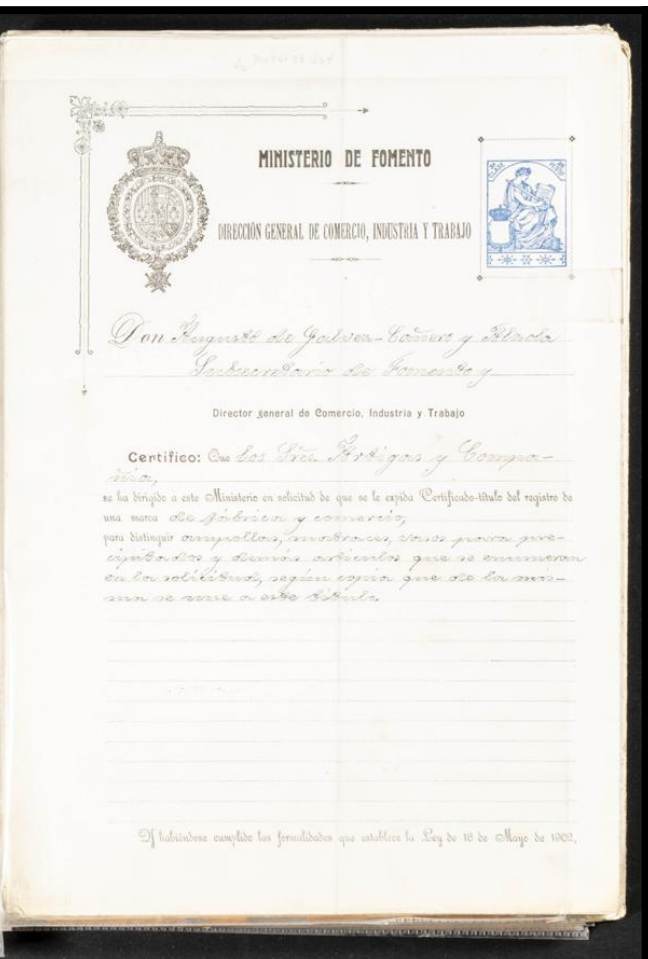 MINISTERIO DE FOMENTO
DIRECCIÓN GENERAL DE COMERCIO, INDUSTRIA Y TRABAJO
Don Augusto de Galvez-Cañero y Alzola
Subsecretario de Fomento y
Director general de Comercio, Industria y Trabajo
Certifico: Que los Sres Artigas y Compa-
ñia,
se ha dirigido a este Ministerio en solicitud de que se le expida Certificado-título del registro de
una marca de fábrica y comercio,
para distinguir ampollas, matraces, vasos para pre-
cipitados y demás artículos que se enumeran
en la solicitud, según copia que de la mis-
ma se une a este título.
Y habiéndose cumplido las formalidades que establece la Ley de 16 de Mayo de 1902,